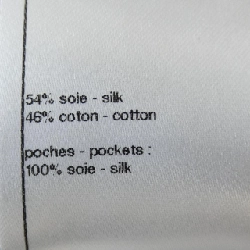 54% soie - silk
46% coton - cotton
poches - pockets :
100% soie - silk